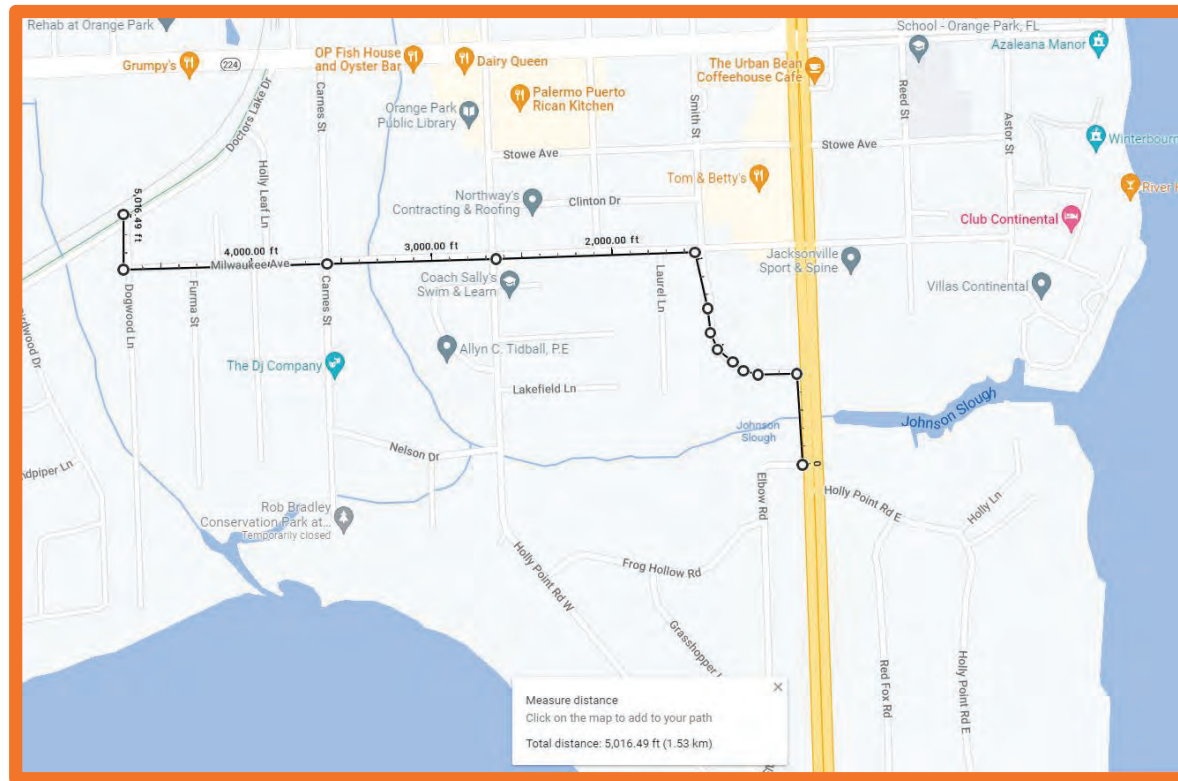 Rehab at Orange Park
School - Orange Park, FL
Grumpy's
224
Doctors Lake Dr
Carnes St
OP Fish House
and Oyster Bar
Dairy Queen
Palermo Puerto
Rican Kitchen
Orange Park
Public Library
Smith St
The Urban Bean
Coffeehouse Cafe
Reed St
Azaleana Manor
Astor St
Winterbourn
Stowe Ave
Stowe Ave
Holly Leaf Ln
Northway's
Contracting & Roofing
Clinton Dr
Tom & Betty's
River
Club Continental
5,016.49 ft
4,000.00 ft
3,000.00 ft
2,000.00 ft
Milwaukee Ave
Jacksonville
Sport & Spine
Villas Continental
Dogwood Ln
Furma St
Carnes St
Coach Sally's
Swim & Learn
Laurel Ln
Allyn C. Tidball, P.E
The Dj Company
Lakefield Ln
Johnson
Slough
Johnson Slough
Nelson Dr
0
Elbow Rd
Holly Point Rd E
Holly Ln
Rob Bradley
Conservation Park at...
Temporarily closed
Holly Point Rd W
Frog Hollow Rd
Grasshopper
Red Fox Rd
Holly Point Rd E
Measure distance
Click on the map to add to your path
Total distance: 5,016.49 ft (1.53 km)